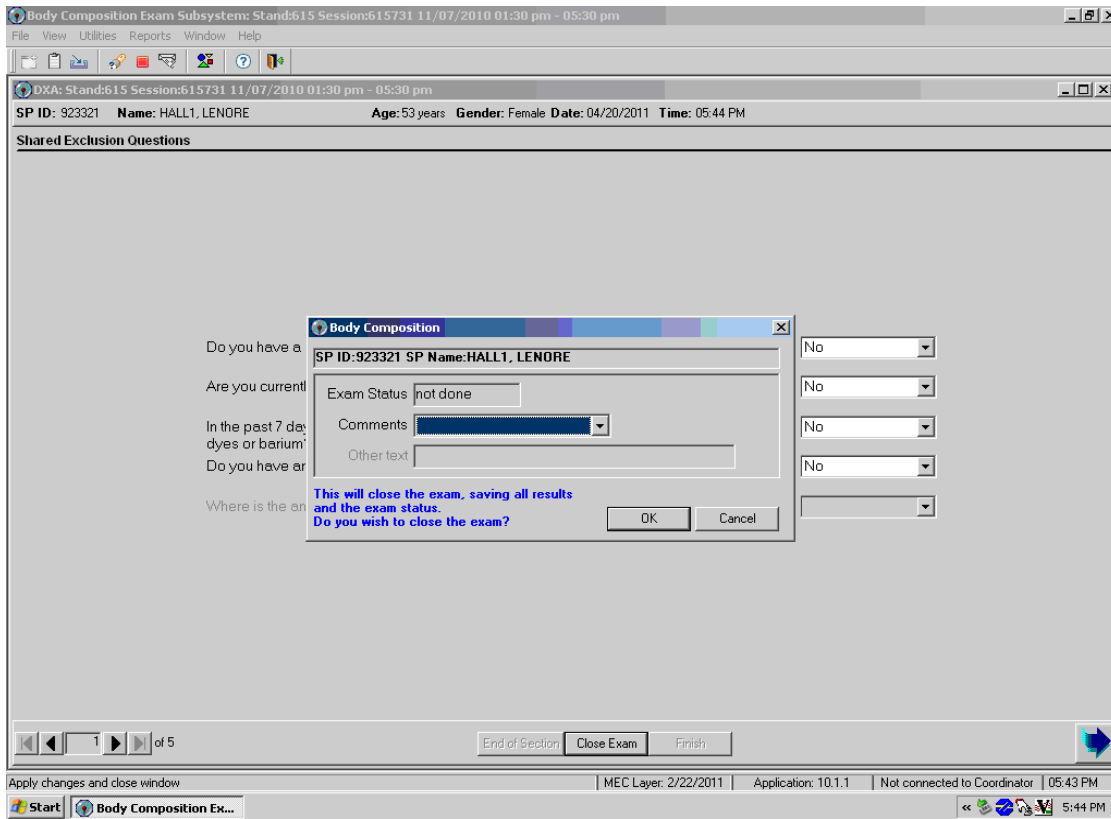 Body Composition Exam Subsystem: Stand:615 Session:615731 11/07/2010 01:30 pm - 05:30 pm
File View Utilities Reports Window Help
DXA: Stand:615 Session:615731 11/07/2010 01:30 pm - 05:30 pm
SP ID: 923321 Name: HALL1, LENORE Age: 53 years Gender: Female Date: 04/20/2011 Time: 05:44 PM
Shared Exclusion Questions
Body Composition
SP ID:923321 SP Name:HALL1, LENORE
Do you have a
No
Exam Status not done
Are you currentl
No
Comments
In the past 7 day
dyes or barium
No
Other text
Do you have ar
No
This will close the exam, saving all results
and the exam status.
Do you wish to close the exam?
Where is the an
OK Cancel
1 of 5 End of Section Close Exam Finish
Apply changes and close window MEC Layer: 2/22/2011 Application: 10.1.1 Not connected to Coordinator 05:43 PM
Start Body Composition Ex... « 5:44 PM